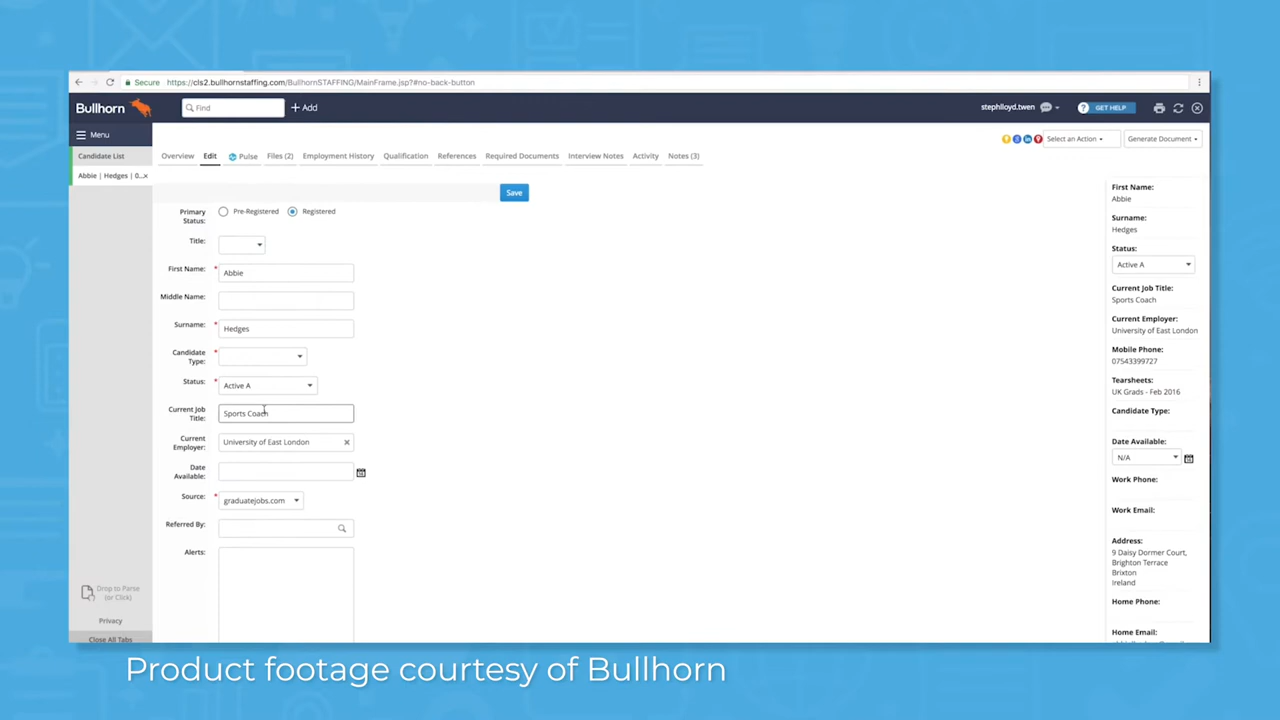 Secure https://cls2.bullhornstaffing.com/BullhornSTAFFING/MainFrame.jsp?#no-back-button
Bullhorn Find + Add stephlloyd.twen ? GET HELP
Menu
Candidate List
Abbie | Hedges | 0...×
Overview Edit Pulse Files (2) Employment History Qualification References Required Documents Interview Notes Activity Notes (3)
Select an Action Generate Document
Save
Primary Status: Pre-Registered Registered
Title:
First Name: * Abbie
Middle Name:
Surname: * Hedges
Candidate Type: *
Status: * Active A
Current Job Title: Sports Coach
Current Employer: University of East London ×
Date Available:
Source: * graduatejobs.com
Referred By:
Alerts:
Drop to Parse
(or Click)
Privacy
Close All Tabs
First Name:
Abbie
Surname:
Hedges
Status:
Active A
Current Job Title:
Sports Coach
Current Employer:
University of East London
Mobile Phone:
07543399727
Tearsheets:
UK Grads - Feb 2016
Candidate Type:
Date Available:
N/A
Work Phone:
Work Email:
Address:
9 Daisy Dormer Court,
Brighton Terrace
Brixton
Ireland
Home Phone:
Home Email:
Product footage courtesy of Bullhorn